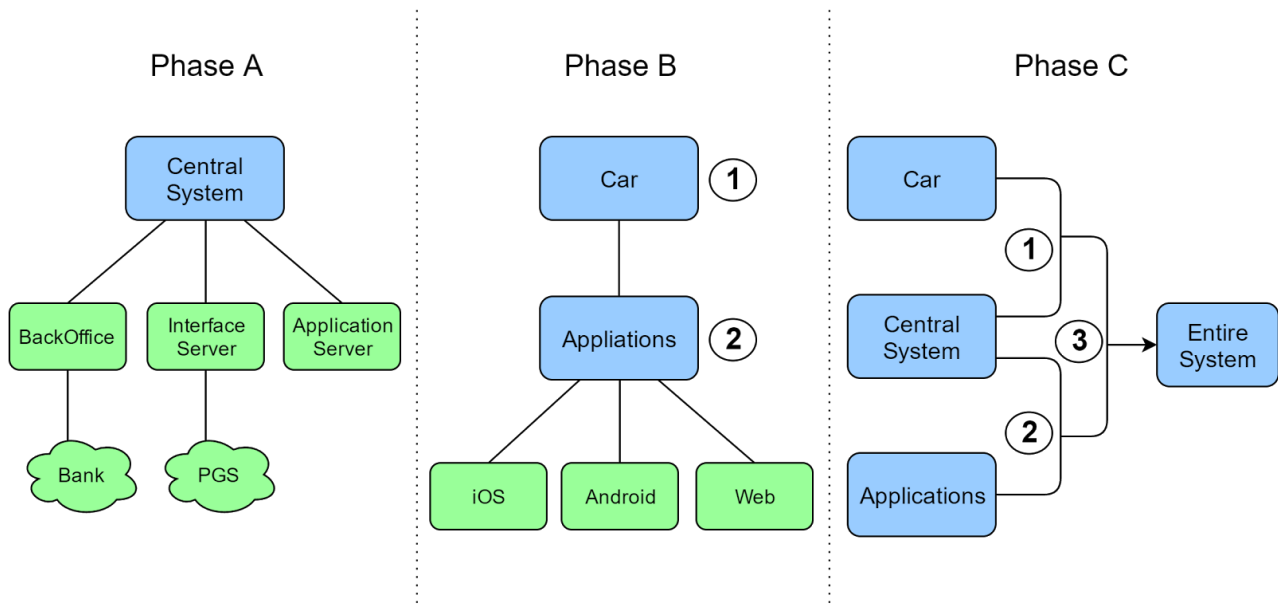 Phase A
Central
System
BackOffice
Interface
Server
Application
Server
Bank
PGS
Phase B
Car
1
Appliations
2
iOS
Android
Web
Phase C
Car
1
Central
System
3
Entire
System
2
Applications